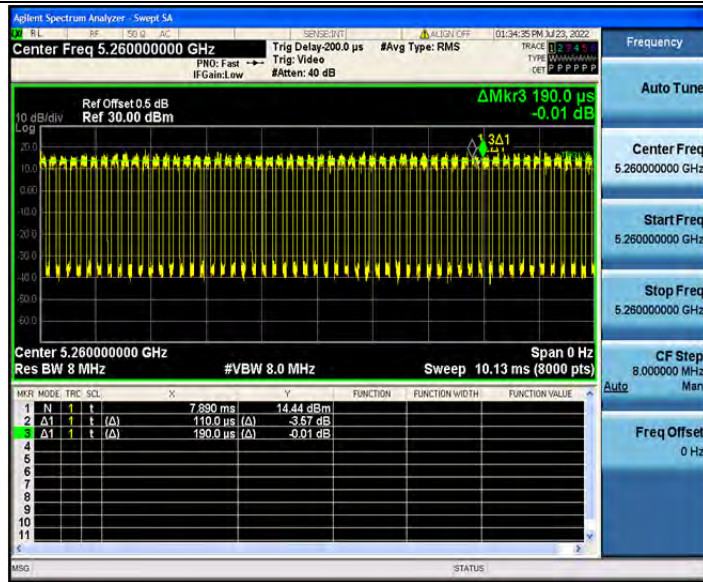 Agilent Spectrum Analyzer - Swept SA
RL RF 50 Ω AC SENSE:INT ALIGN OFF 01:34:35 PM Jul 23, 2022
Center Freq 5.260000000 GHz Trig Delay-200.0 µs #Avg Type: RMS TRACE 1 2 3 4 5 6
PNO: Fast Trig: Video TYPE
IFGain:Low #Atten: 40 dB DET P P P P P P
Frequency
Ref Offset 0.5 dB ΔMkr3 190.0 µs
10 dB/div Ref 30.00 dBm -0.01 dB
Log
20.0
10.0
0.00
-10.0
-20.0
-30.0
-40.0
-50.0
-60.0
1 3Δ1
Auto Tune
Center Freq
5.260000000 GHz
Start Freq
5.260000000 GHz
Stop Freq
5.260000000 GHz
CF Step
8.000000 MHz
Auto Man
Freq Offset
0 Hz
Center 5.260000000 GHz Span 0 Hz
Res BW 8 MHz #VBW 8.0 MHz Sweep 10.13 ms (8000 pts)
MKR MODE TRC SCL X Y FUNCTION FUNCTION WIDTH FUNCTION VALUE
1 N 1 t 7.890 ms 14.44 dBm
2 Δ1 1 t (Δ) 110.0 µs (Δ) -3.57 dB
3 Δ1 1 t (Δ) 190.0 µs (Δ) -0.01 dB
4
5
6
7
8
9
10
11
MSG STATUS